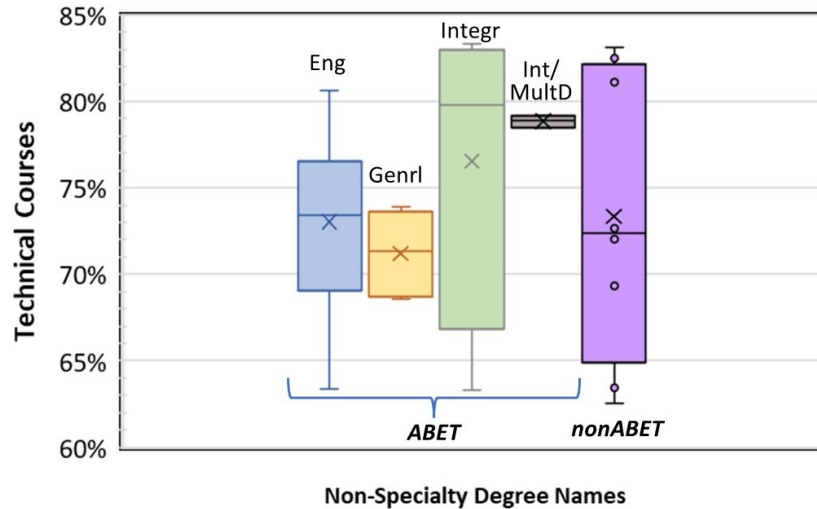 85%
80%
75%
70%
65%
60%
Technical Courses
Eng
Genrl
Integr
Int/
MultD
ABET
nonABET
Non-Specialty Degree Names